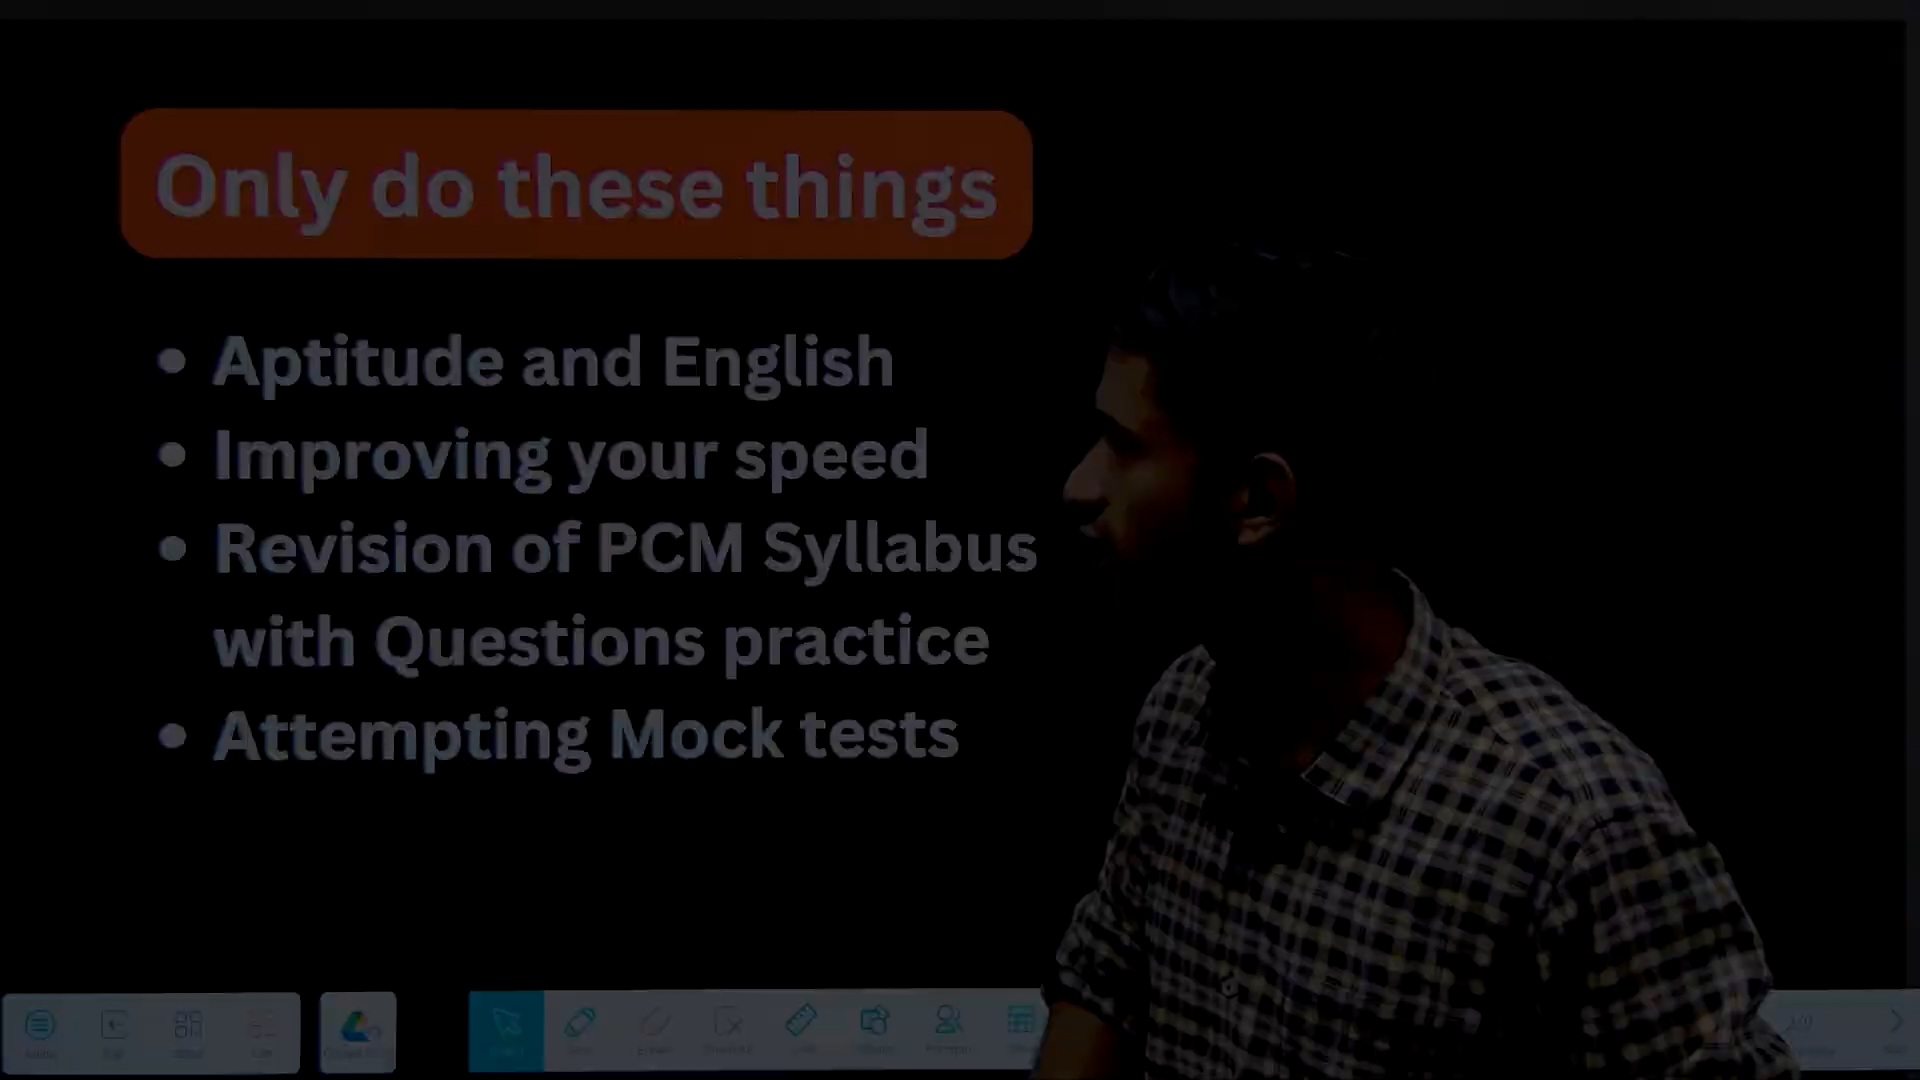 Only do these things
• Aptitude and English
• Improving your speed
• Revision of PCM Syllabus
with Questions practice
• Attempting Mock tests